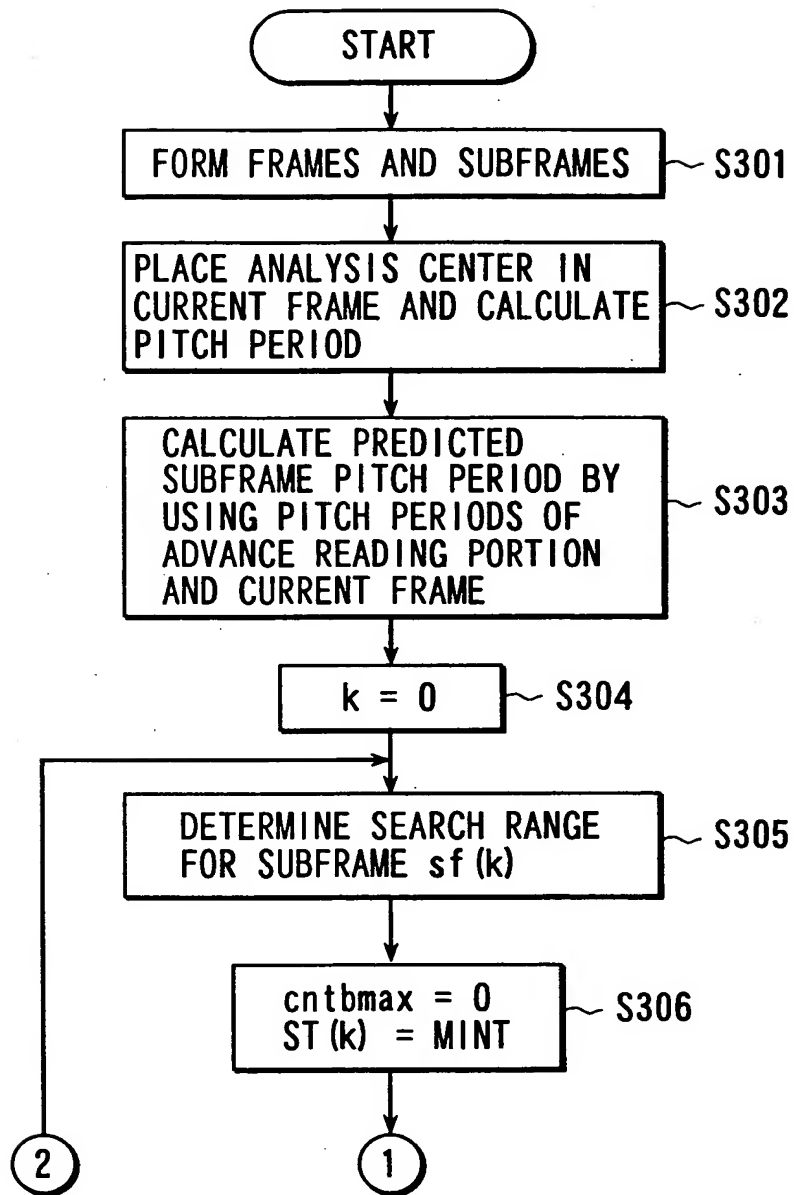 START
FORM FRAMES AND SUBFRAMES
S301
PLACE ANALYSIS CENTER IN
CURRENT FRAME AND CALCULATE
PITCH PERIOD
S302
CALCULATE PREDICTED
SUBFRAME PITCH PERIOD BY
USING PITCH PERIODS OF
ADVANCE READING PORTION
AND CURRENT FRAME
S303
k = 0
S304
DETERMINE SEARCH RANGE
FOR SUBFRAME sf(k)
S305
cntbmax = 0
ST(k) = MINT
S306
2
1